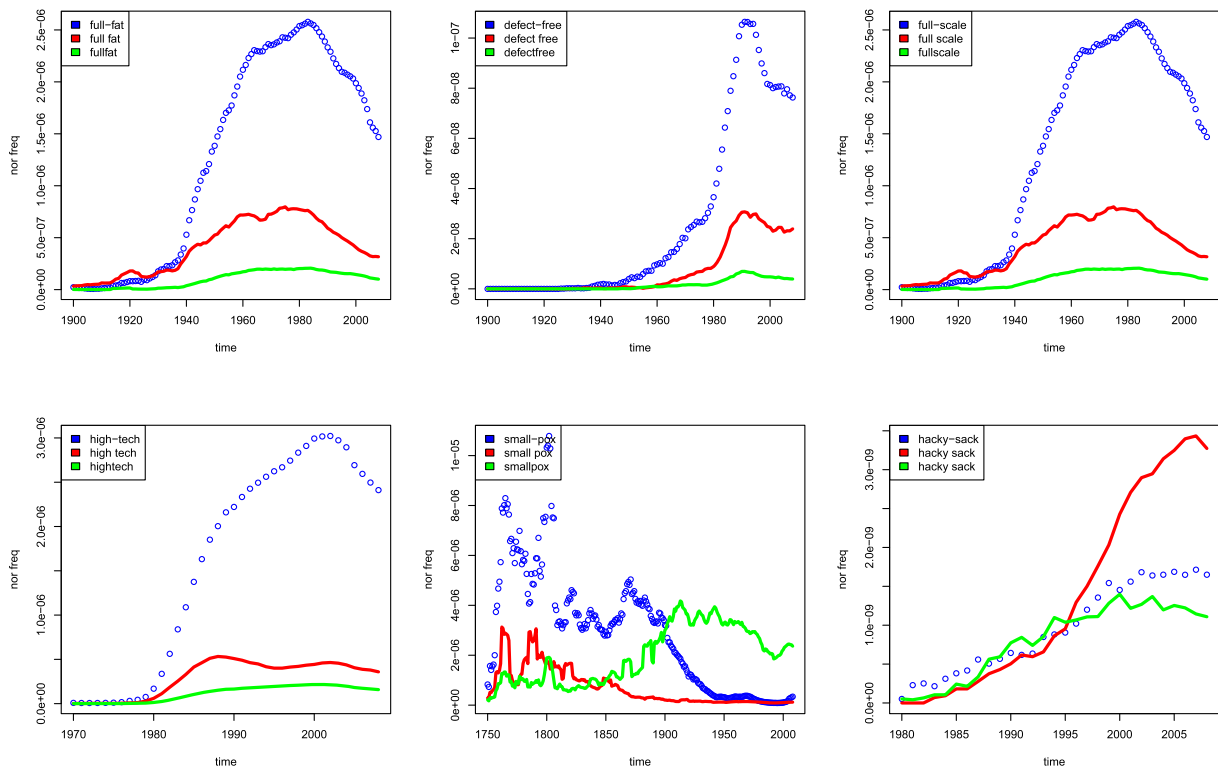 full-fat
full fat
fullfat
nor freq
0.0e+00 5.0e-07 1.0e-06 1.5e-06 2.0e-06 2.5e-06
1900 1920 1940 1960 1980 2000
time
defect-free
defect free
defectfree
nor freq
0e+00 2e-08 4e-08 6e-08 8e-08 1e-07
1900 1920 1940 1960 1980 2000
time
full-scale
full scale
fullscale
nor freq
0.0e+00 5.0e-07 1.0e-06 1.5e-06 2.0e-06 2.5e-06
1900 1920 1940 1960 1980 2000
time
high-tech
high tech
hightech
nor freq
0.0e+00 1.0e-06 2.0e-06 3.0e-06
1970 1980 1990 2000
time
small-pox
small pox
smallpox
nor freq
0e+00 2e-06 4e-06 6e-06 8e-06 1e-05
1750 1800 1850 1900 1950 2000
time
hacky-sack
hacky sack
hacky sack
nor freq
0.0e+00 1.0e-09 2.0e-09 3.0e-09
1980 1985 1990 1995 2000 2005
time